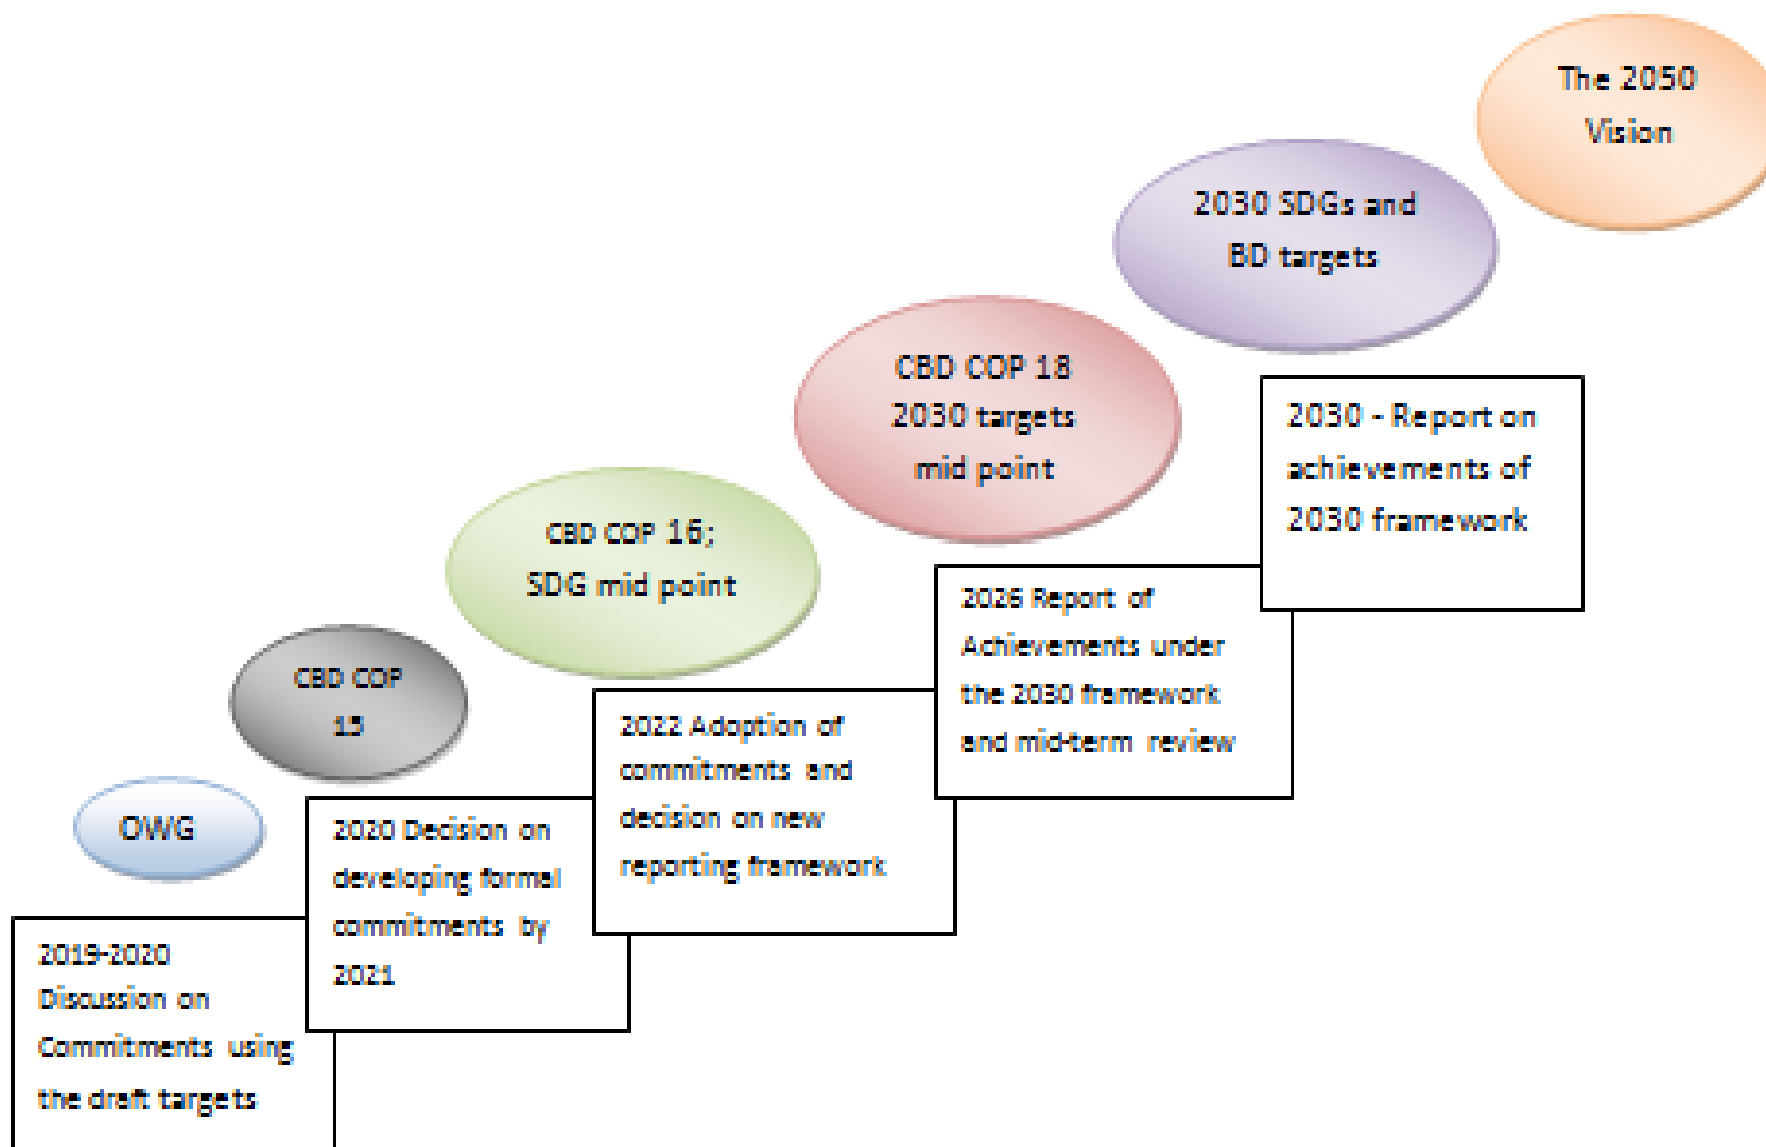 The 2050
Vision
2030 SDGs and
BD targets
CBD COP 18
2030 targets
mid point
2030 - Report on
achievements of
2030 framework
CBD COP 16;
SDG mid point
2026 Report of
Achievements under
the 2030 framework
and mid-term review
CBD COP
15
2022 Adoption of
commitments and
decision on new
reporting framework
OWG
2020 Decision on
developing formal
commitments by
2021
2019-2020
Discussion on
Commitments using
the draft targets